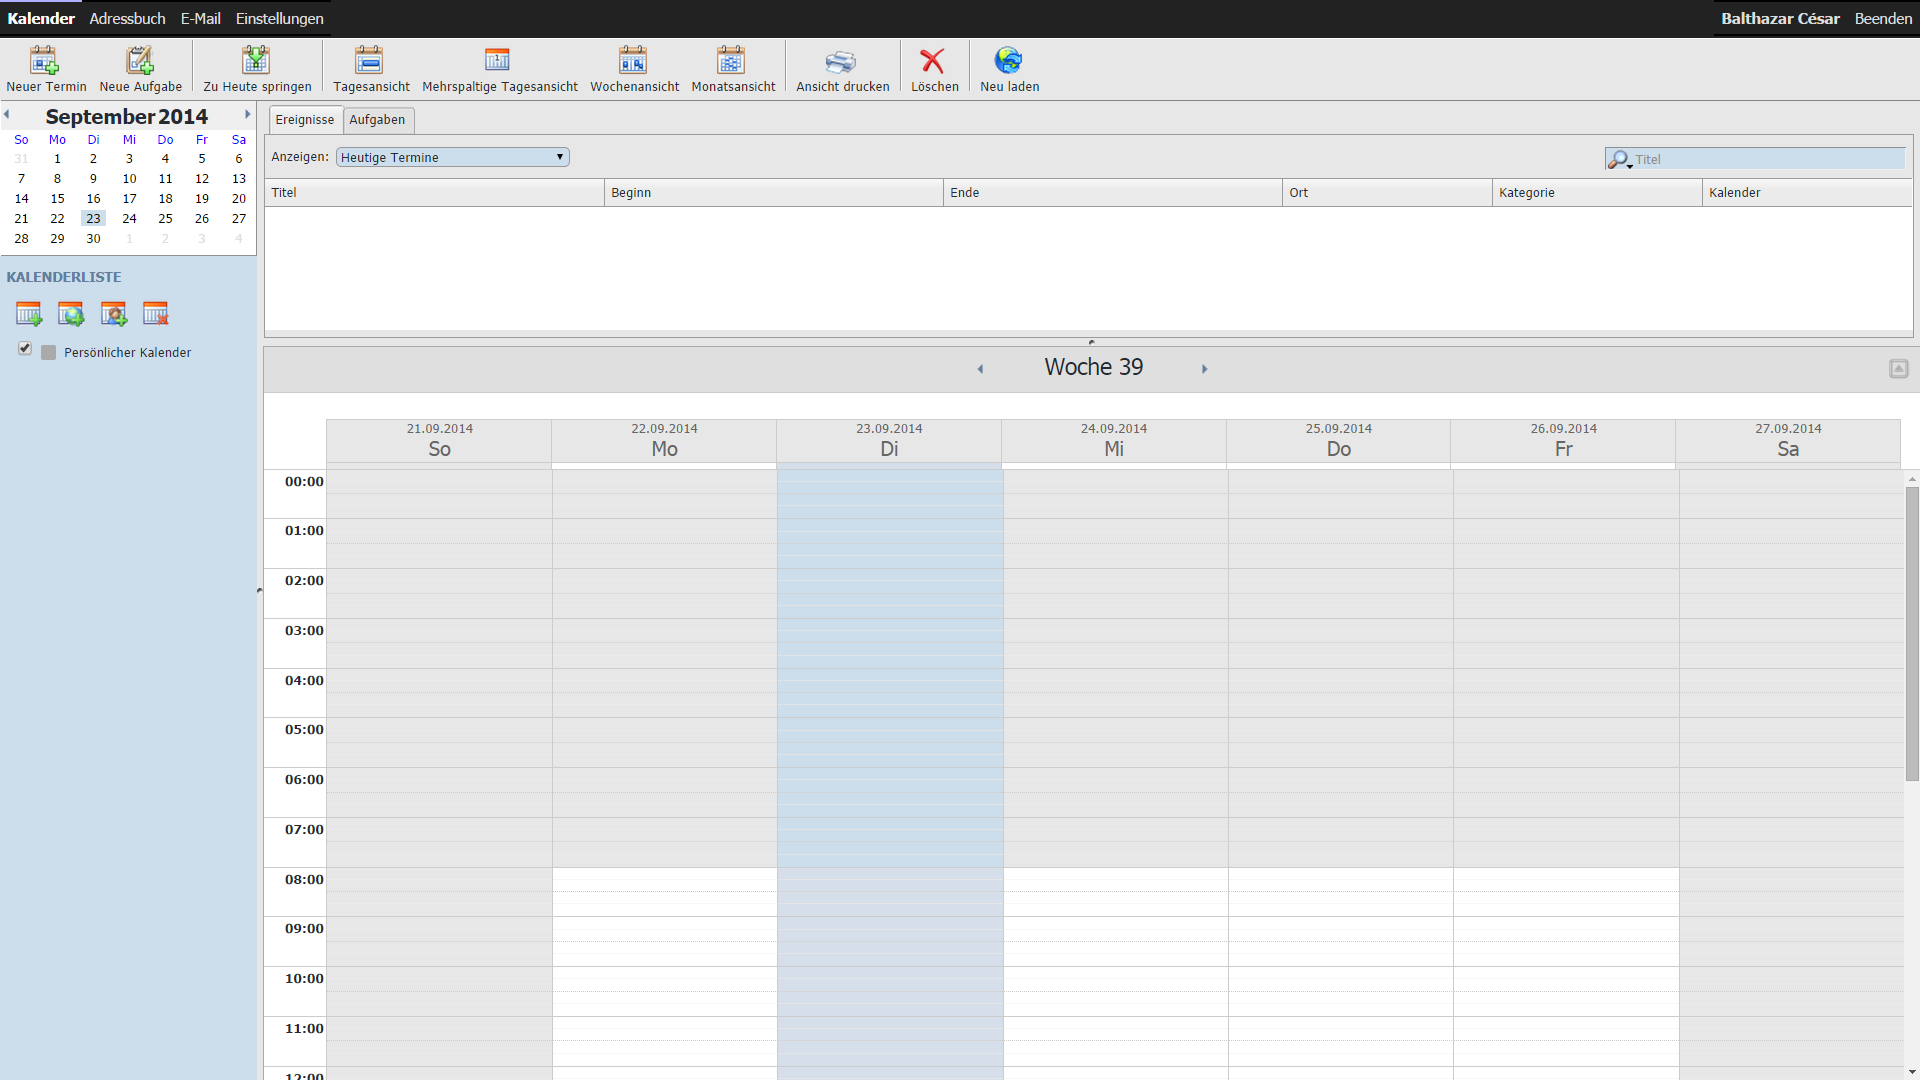 Kalender Adressbuch E-Mail Einstellungen Balthazar César Beenden
Neuer Termin Neue Aufgabe Zu Heute springen Tagesansicht Mehrspaltige Tagesansicht Wochenansicht Monatsansicht Ansicht drucken Löschen Neu laden
September 2014
So Mo Di Mi Do Fr Sa
31 1 2 3 4 5 6
7 8 9 10 11 12 13
14 15 16 17 18 19 20
21 22 23 24 25 26 27
28 29 30 1 2 3 4
KALENDERLISTE
Persönlicher Kalender
Ereignisse Aufgaben
Anzeigen: Heutige Termine Titel
Titel Beginn Ende Ort Kategorie Kalender
Woche 39
21.09.2014 22.09.2014 23.09.2014 24.09.2014 25.09.2014 26.09.2014 27.09.2014
So Mo Di Mi Do Fr Sa
00:00
01:00
02:00
03:00
04:00
05:00
06:00
07:00
08:00
09:00
10:00
11:00
12:00